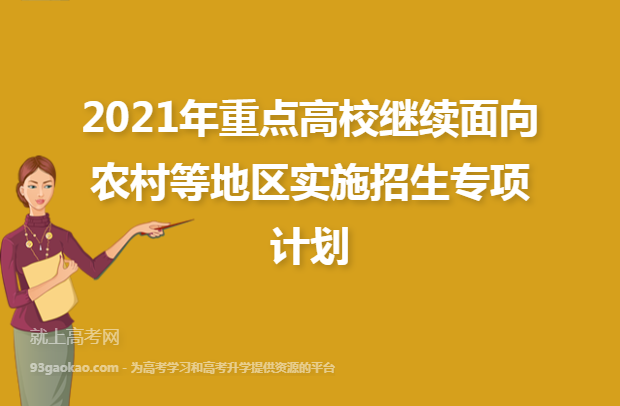 2021年重点高校继续面向
农村等地区实施招生专项
计划
就上高考网
93gaokao.com - 为高考学习和高考升学提供资源的平台